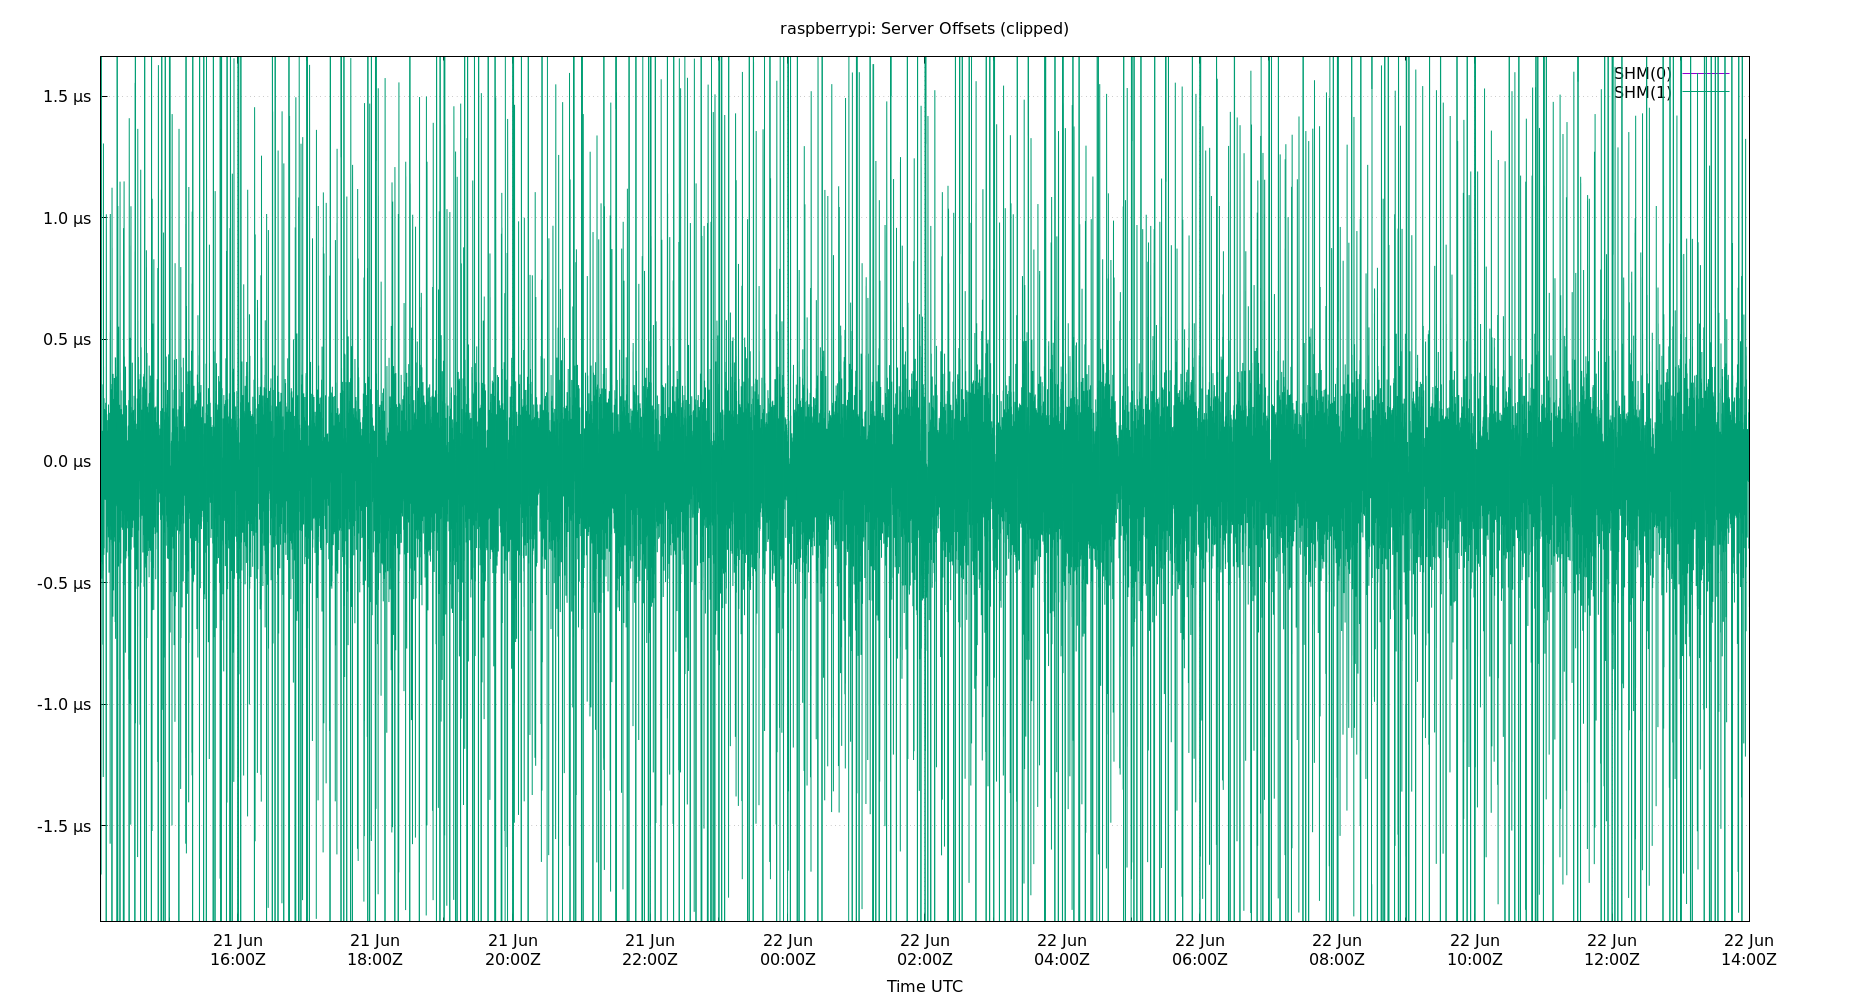 raspberrypi: Server Offsets (clipped)
SHM(0)
SHM(1)
1.5 µs
1.0 µs
0.5 µs
0.0 µs
-0.5 µs
-1.0 µs
-1.5 µs
21 Jun 21 Jun 21 Jun 21 Jun 22 Jun 22 Jun 22 Jun 22 Jun 22 Jun 22 Jun 22 Jun 22 Jun
16:00Z 18:00Z 20:00Z 22:00Z 00:00Z 02:00Z 04:00Z 06:00Z 08:00Z 10:00Z 12:00Z 14:00Z
Time UTC